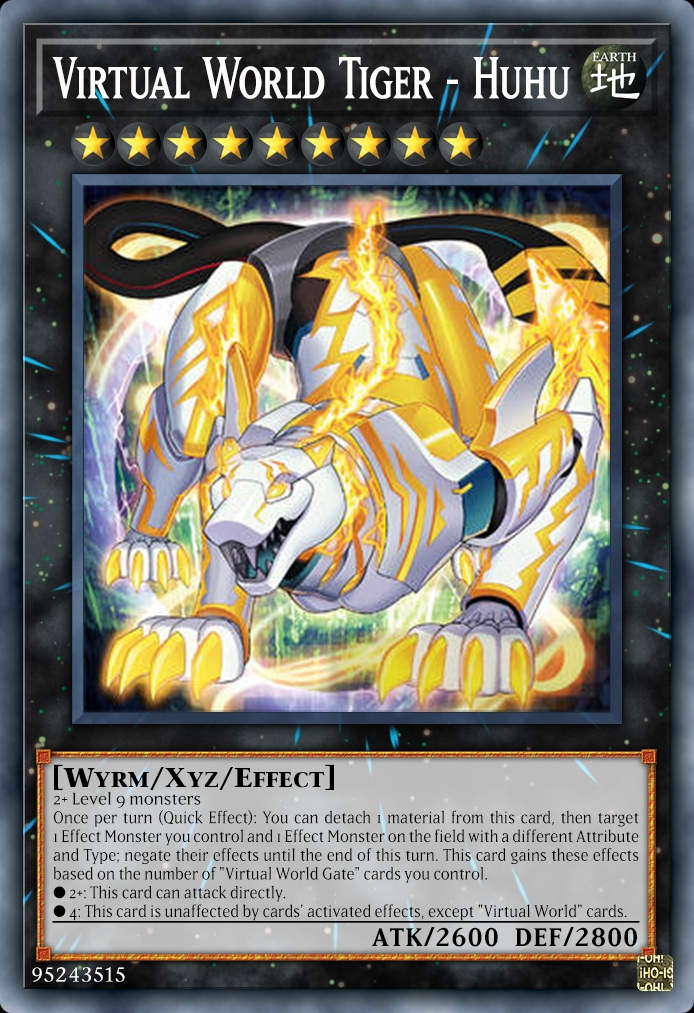 Virtual World Tiger - Huhu
EARTH
地
[Wyrm/Xyz/Effect]
2+ Level 9 monsters
Once per turn (Quick Effect): You can detach 1 material from this card, then target
1 Effect Monster you control and 1 Effect Monster on the field with a different Attribute
and Type; negate their effects until the end of this turn. This card gains these effects
based on the number of "Virtual World Gate" cards you control.
● 2+: This card can attack directly.
● 4: This card is unaffected by cards' activated effects, except "Virtual World" cards.
ATK/2600 DEF/2800
95243515